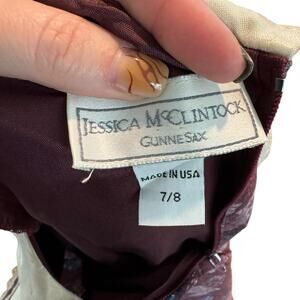 JESSICA McCLINTOCK
GUNNE SAX
MADE IN USA
7/8